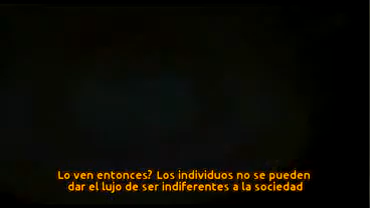 Lo ven entonces? Los individuos no se pueden
dar el lujo de ser indiferentes a la sociedad